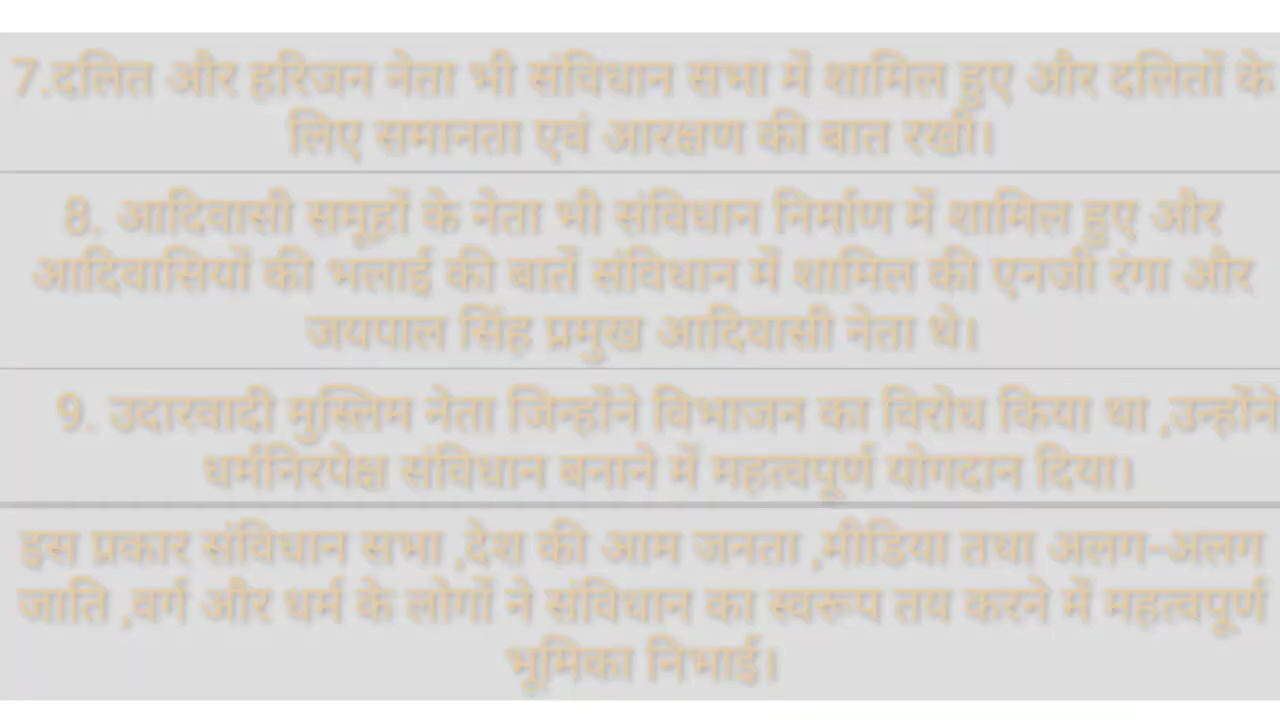 7.दलित और हरिजन नेता भी संविधान सभा में शामिल हुए और दलितों के
लिए समानता एवं आरक्षण की बात रखी।
8. आदिवासी समूहों के नेता भी संविधान निर्माण में शामिल हुए और
आदिवासियों की भलाई की बातें संविधान में शामिल की एनजी रंगा और
जयपाल सिंह प्रमुख आदिवासी नेता थे।
9. उदारवादी मुस्लिम नेता जिन्होंने विभाजन का विरोध किया था ,उन्होंने
धर्मनिरपेक्ष संविधान बनाने में महत्वपूर्ण योगदान दिया।
इस प्रकार संविधान सभा ,देश की आम जनता ,मीडिया तथा अलग-अलग
जाति ,वर्ग और धर्म के लोगों ने संविधान का स्वरूप तय करने में महत्वपूर्ण
भूमिका निभाई।